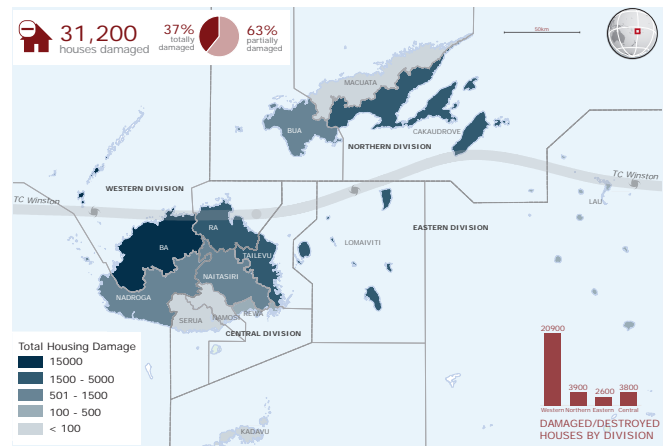 31,200
houses damaged
37%
totally
damaged
63%
partially
damaged
50km
MACUATA
BUA
CAKAUDROVE
NORTHERN DIVISION
TC Winston
WESTERN DIVISION
LAU
TC Winston
RA
EASTERN DIVISION
BA
LOMAIVITI
TAILEVU
NAITASIRI
NADROGA
REWA
SERUA
NAMOSI
CENTRAL DIVISION
Total Housing Damage
15000
1500 - 5000
501 - 1500
100 - 500
< 100
20900
3900
2600
3800
Western
Northern
Eastern
Central
DAMAGED/DESTROYED
HOUSES BY DIVISION
KADAVU